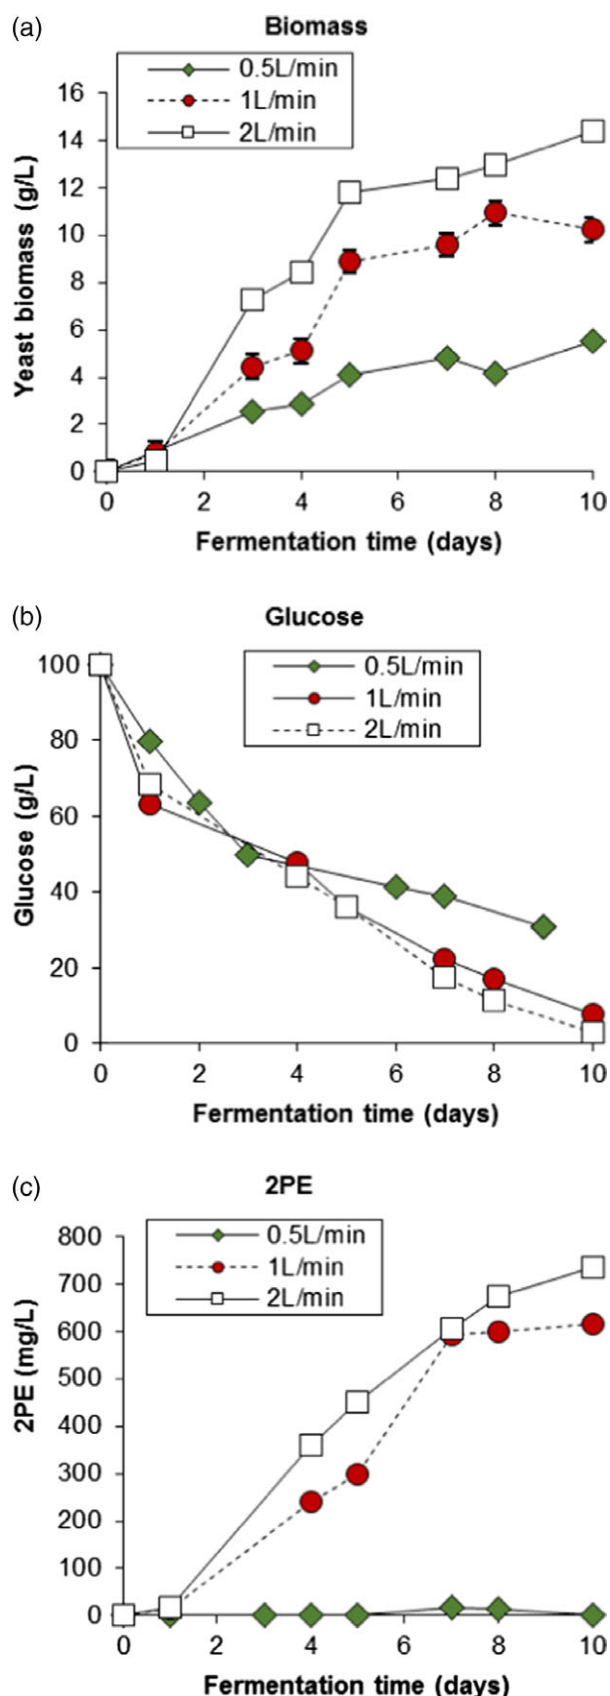 (a)
Biomass
0.5L/min
1L/min
2L/min
Yeast biomass (g/L)
16
14
12
10
8
6
4
2
0
0 2 4 6 8 10
Fermentation time (days)
(b)
Glucose
0.5L/min
1L/min
2L/min
Glucose (g/L)
100
80
60
40
20
0
0 2 4 6 8 10
Fermentation time (days)
(c)
2PE
0.5L/min
1L/min
2L/min
2PE (mg/L)
800
700
600
500
400
300
200
100
0
0 2 4 6 8 10
Fermentation time (days)